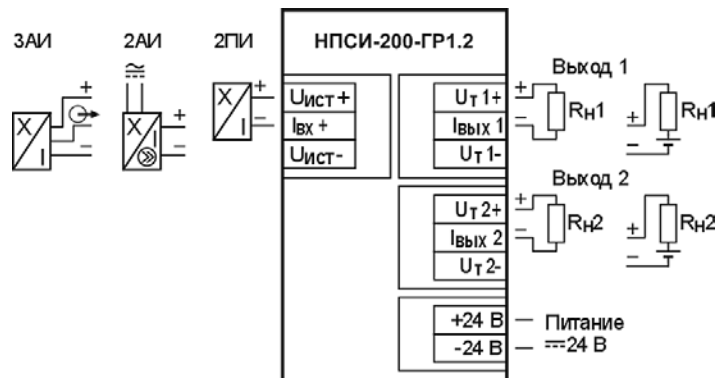 3АИ
2АИ
2ПИ
НПСИ-200-ГР1.2
X
I
+
−
X
I
+
−
X
I
+
−
Uист+
Iвх +
Uист-
Uт 1+
Iвых 1
Uт 1-
Выход 1
+
−
Rн1
+
−
Rн1
Uт 2+
Iвых 2
Uт 2-
Выход 2
+
−
Rн2
+
−
Rн2
+24 В
-24 В
Питание
24 В